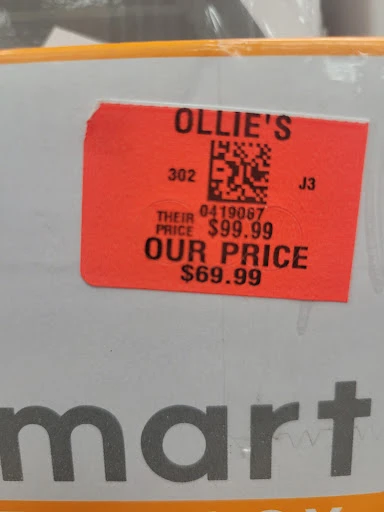 OLLIE'S
302
J3
0419067
THEIR PRICE $99.99
OUR PRICE
$69.99
mart